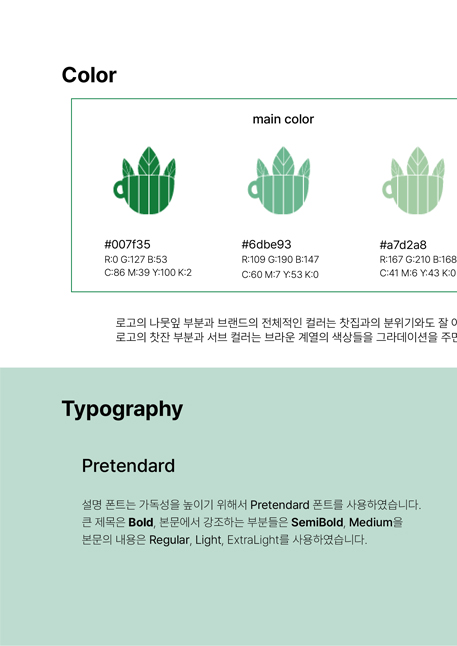 Color
main color
#007f35
R:0 G:127 B:53
C:86 M:39 Y:100 K:2
#6dbe93
R:109 G:190 B:147
C:60 M:7 Y:53 K:0
#a7d2a8
R:167 G:210 B:168
C:41 M:6 Y:43 K:0
로고의 나뭇잎 부분과 브랜드의 전체적인 컬러는 찻집과의 분위기와도 잘
로고의 찻잔 부분과 서브 컬러는 브라운 계열의 색상들을 그라데이션을
Typography
Pretendard
설명 폰트는 가독성을 높이기 위해서 Pretendard 폰트를 사용하였습니다.
큰 제목은 Bold, 본문에서 강조하는 부분들은 SemiBold, Medium을
본문의 내용은 Regular, Light, ExtraLight를 사용하였습니다.